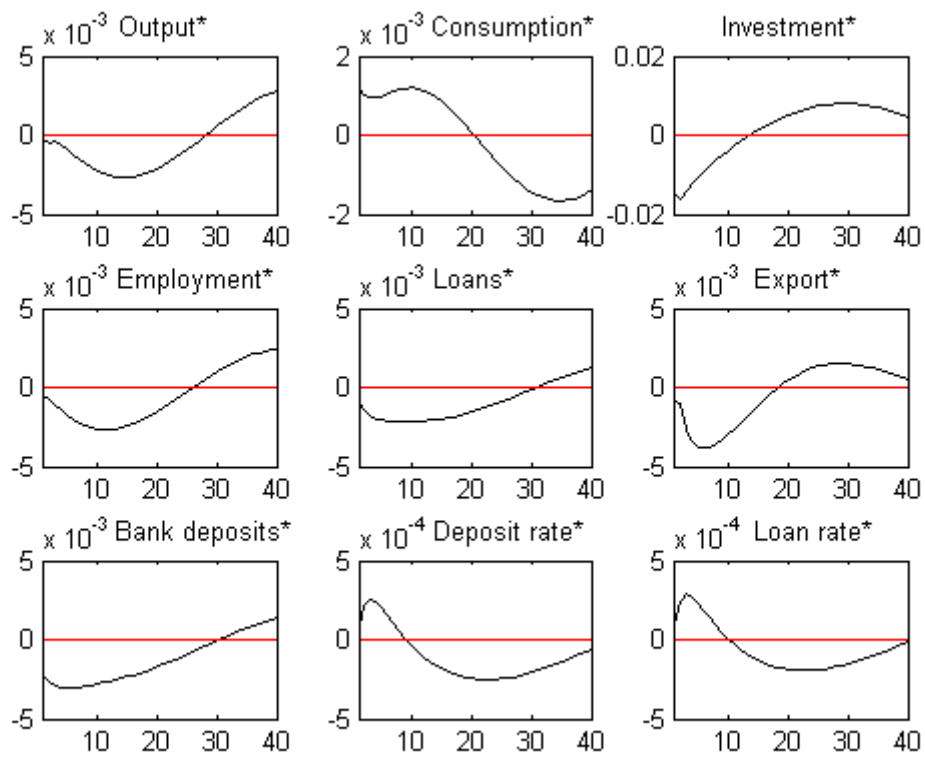 x 10-3 Output*
x 10-3 Consumption*
Investment*
5
0
-5
10 20 30 40
2
0
-2
10 20 30 40
0.02
0
-0.02
10 20 30 40
x 10-3 Employment*
x 10-3 Loans*
x 10-3 Export*
5
0
-5
10 20 30 40
5
0
-5
10 20 30 40
5
0
-5
10 20 30 40
x 10-3 Bank deposits*
x 10-4 Deposit rate*
x 10-4 Loan rate*
5
0
-5
10 20 30 40
5
0
-5
10 20 30 40
5
0
-5
10 20 30 40